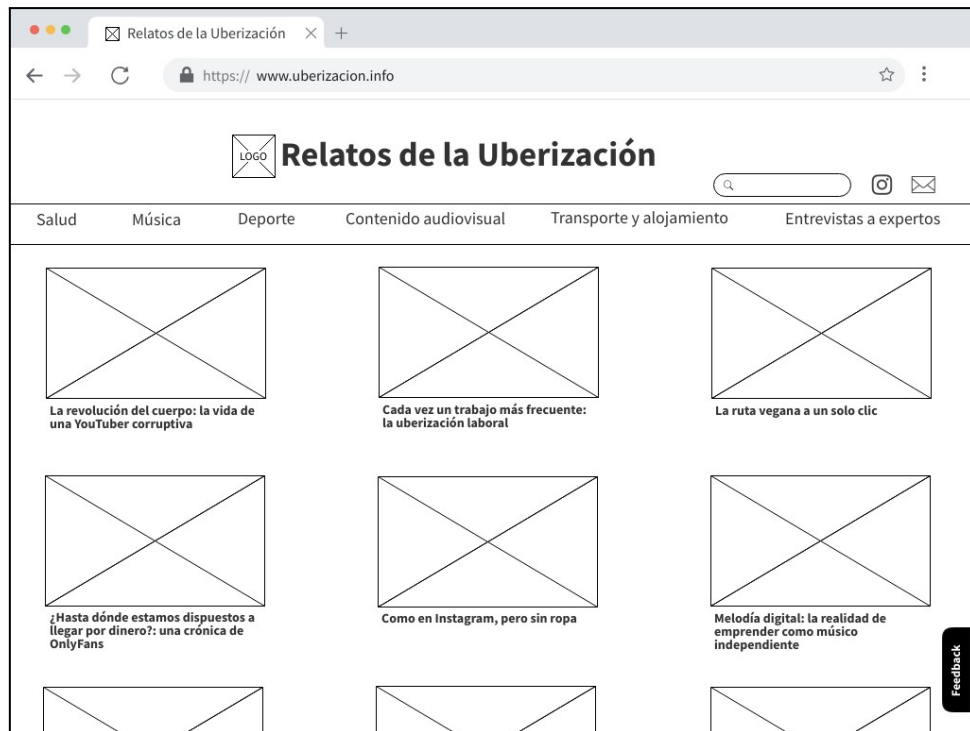 Relatos de la Uberización
https:// www.uberizacion.info
LOGO
Relatos de la Uberización
Salud Música Deporte Contenido audiovisual Transporte y alojamiento Entrevistas a expertos
La revolución del cuerpo: la vida de
una YouTuber corruptiva
Cada vez un trabajo más frecuente:
la uberización laboral
La ruta vegana a un solo clic
¿Hasta dónde estamos dispuestos a
llegar por dinero?: una crónica de
OnlyFans
Como en Instagram, pero sin ropa
Melodía digital: la realidad de
emprender como músico
independiente
Feedback